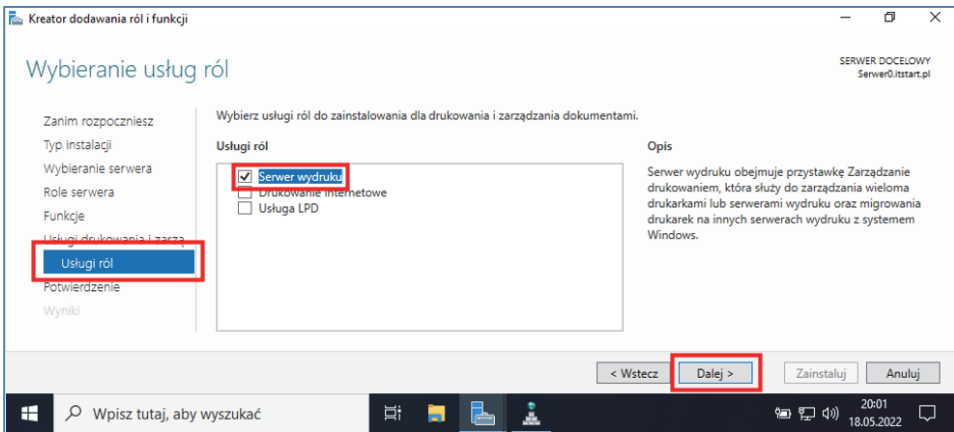 Kreator dodawania ról i funkcji
Wybieranie usług ról
SERWER DOCELOWY
Serwer0.itstart.pl
Zanim rozpoczniesz
Typ instalacji
Wybieranie serwera
Role serwera
Funkcje
Usługi drukowania i zarzą
Usługi ról
Potwierdzenie
Wyniki
Wybierz usługi ról do zainstalowania dla drukowania i zarządzania dokumentami.
Usługi ról
Serwer wydruku
Drukowanie internetowe
Usługa LPD
Opis
Serwer wydruku obejmuje przystawkę Zarządzanie
drukowaniem, która służy do zarządzania wieloma
drukarkami lub serwerami wydruku oraz migrowania
drukarek na innych serwerach wydruku z systemem
Windows.
< Wstecz
Dalej >
Zainstaluj
Anuluj
Wpisz tutaj, aby wyszukać
20:01
18.05.2022